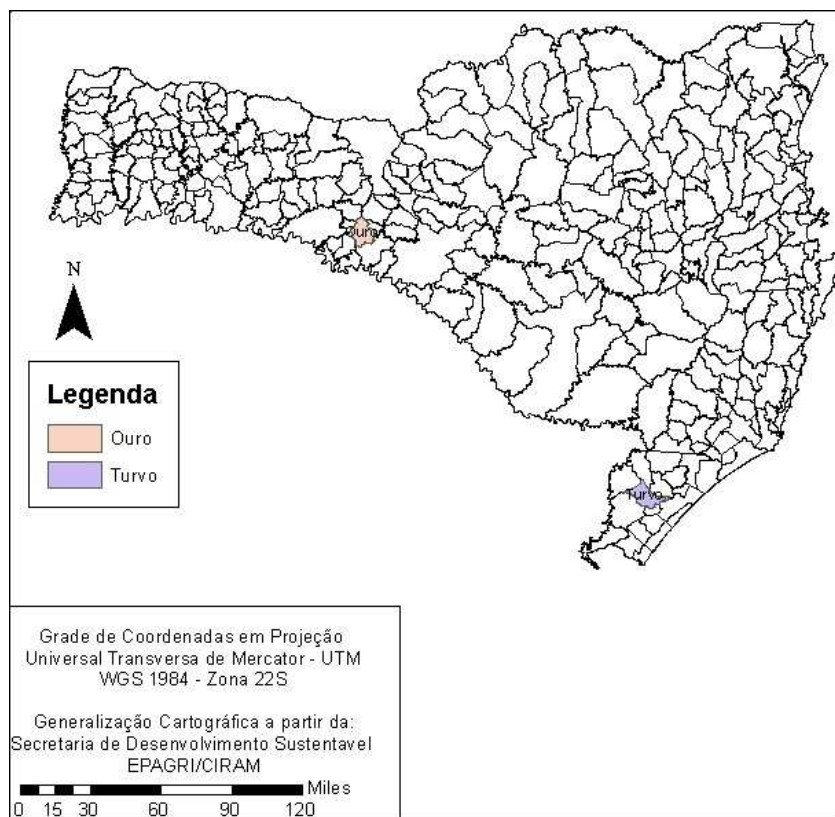 Ouro
N
Legenda
Ouro
Turvo
Turvo
Grade de Coordenadas em Projeção
Universal Transversa de Mercator - UTM
WGS 1984 - Zona 22S
Generalização Cartográfica a partir da:
Secretaria de Desenvolvimento Sustentavel
EPAGRI/CIRAM
Miles
0 15 30 60 90 120